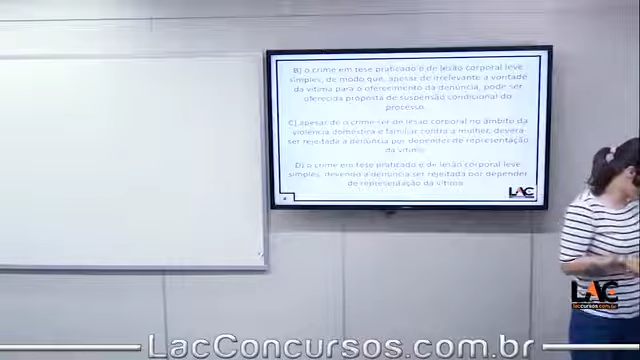 B) o crime em tese praticado é de lesão corporal leve
simples, de modo que, apesar de irrelevante a vontade
da vítima para o oferecimento da denúncia, pode ser
oferecida proposta de suspensão condicional do
processo.
C) apesar de o crime ser de lesão corporal no âmbito da
violência doméstica e familiar contra a mulher, deverá
ser rejeitada a denúncia por depender de representação
da vítima.
D) o crime em tese praticado é de lesão corporal leve
simples, devendo a denúncia ser rejeitada por depender
de representação da vítima.
LAC
LAC
lacconcursos.com.br
LacConcursos.com.br